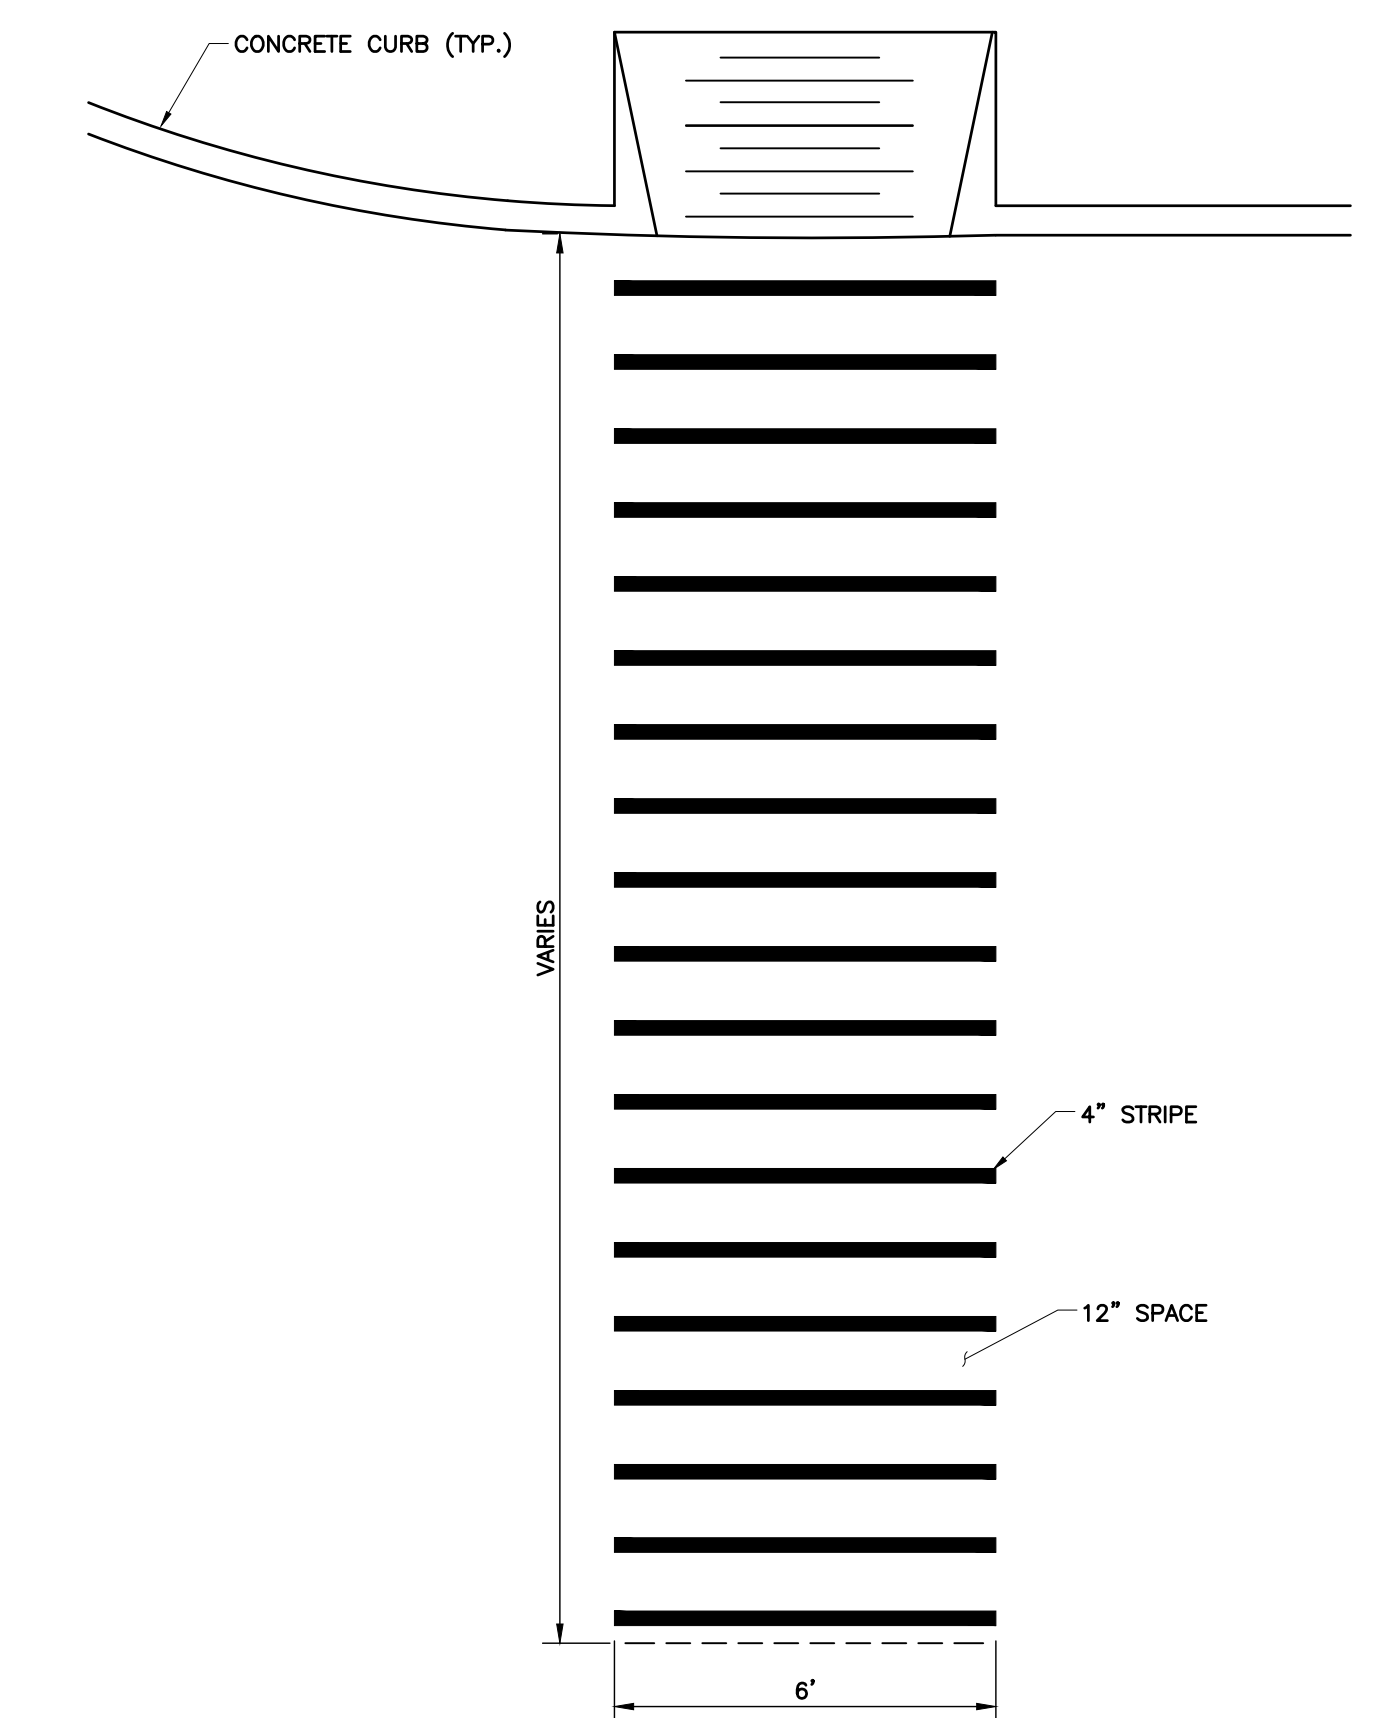 CONCRETE CURB (TYP.)
VARIES
4” STRIPE
12” SPACE
6’